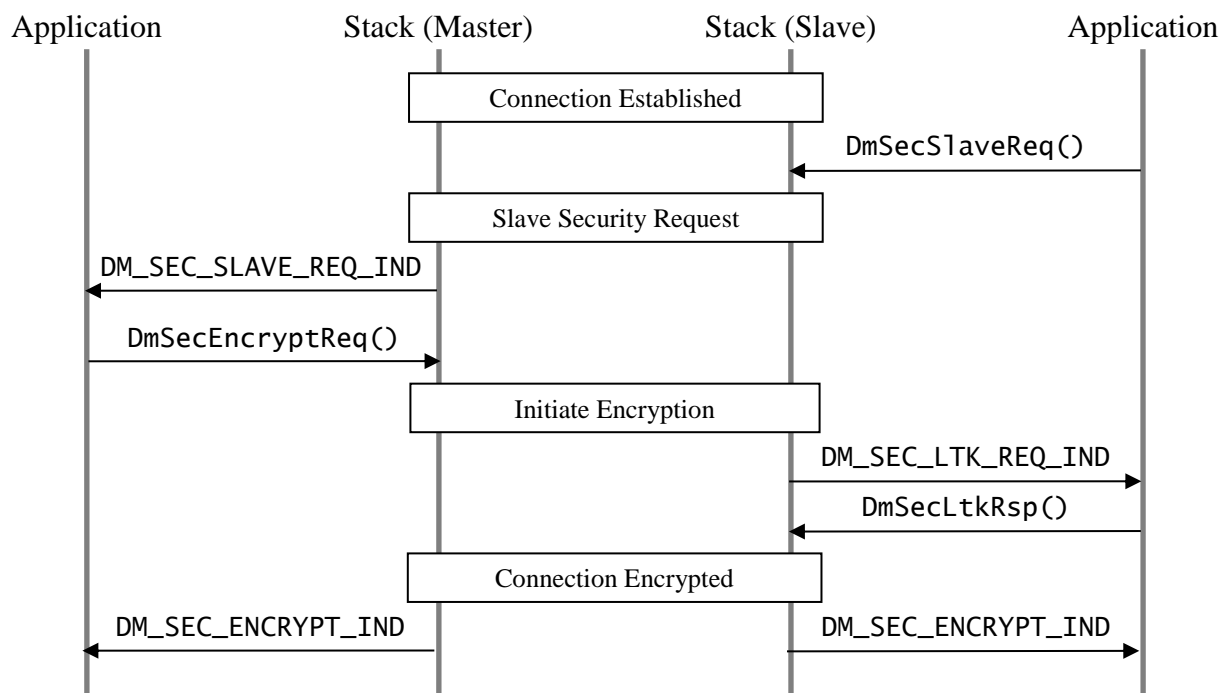 Application Stack (Master) Stack (Slave) Application
Connection Established
DmSecSlaveReq()
Slave Security Request
DM_SEC_SLAVE_REQ_IND
DmSecEncryptReq()
Initiate Encryption
DM_SEC_LTK_REQ_IND
DmSecLtkRsp()
Connection Encrypted
DM_SEC_ENCRYPT_IND DM_SEC_ENCRYPT_IND